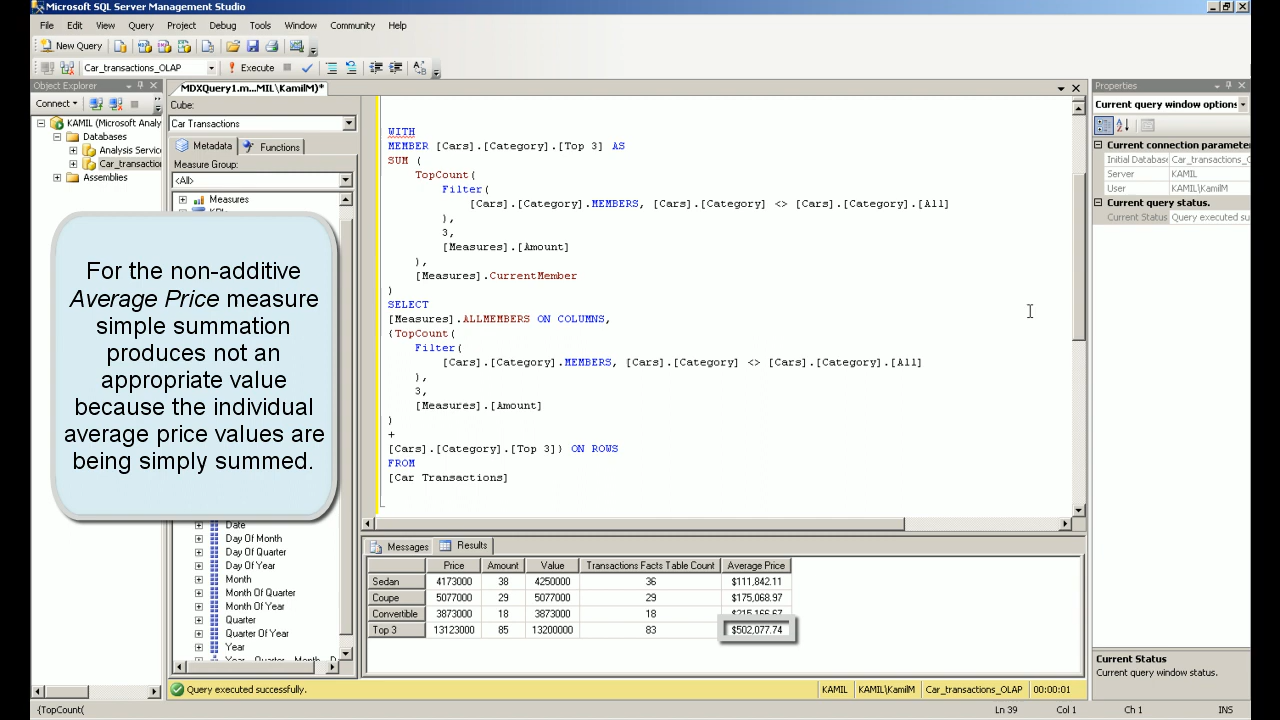 Microsoft SQL Server Management Studio
File Edit View Query Project Debug Tools Window Community Help
New Query
Car_transactions_OLAP
Execute
Object Explorer
Connect
KAMIL (Microsoft Analy
Databases
Analysis Servic
Car_transactio
Assemblies
MDXQuery1.m...MIL\KamilM)*
Cube:
Car Transactions
Metadata Functions
Measure Group:
<All>
Measures
For the non-additive
Average Price measure
simple summation
produces not an
appropriate value
because the individual
average price values are
being simply summed.
Date
Day Of Month
Day Of Quarter
Day Of Year
Month
Month Of Quarter
Month Of Year
Quarter
Quarter Of Year
Year
WITH
MEMBER [Cars].[Category].[Top 3] AS
SUM (
TopCount(
Filter(
[Cars].[Category].MEMBERS, [Cars].[Category] <> [Cars].[Category].[All]
),
3,
[Measures].[Amount]
),
[Measures].CurrentMember
)
SELECT
[Measures].ALLMEMBERS ON COLUMNS,
{TopCount(
Filter(
[Cars].[Category].MEMBERS, [Cars].[Category] <> [Cars].[Category].[All]
),
3,
[Measures].[Amount]
)
+
[Cars].[Category].[Top 3]} ON ROWS
FROM
[Car Transactions]
Messages Results
Price Amount Value Transactions Facts Table Count Average Price
Sedan 4173000 38 4250000 36 $111,842.11
Coupe 5077000 29 5077000 29 $175,068.97
Convertible 3873000 18 3873000 18 $215,166.67
Top 3 13123000 85 13200000 83 $502,077.74
Query executed successfully.
KAMIL KAMIL\KamilM Car_transactions_OLAP 00:00:01
Properties
Current query window options
Current connection parameter
Initial Database Car_transactions_O
Server KAMIL
User KAMIL\KamilM
Current query status.
Current Status Query executed su
Current Status
Current query window status.
{TopCount( Ln 39 Col 1 Ch 1 INS